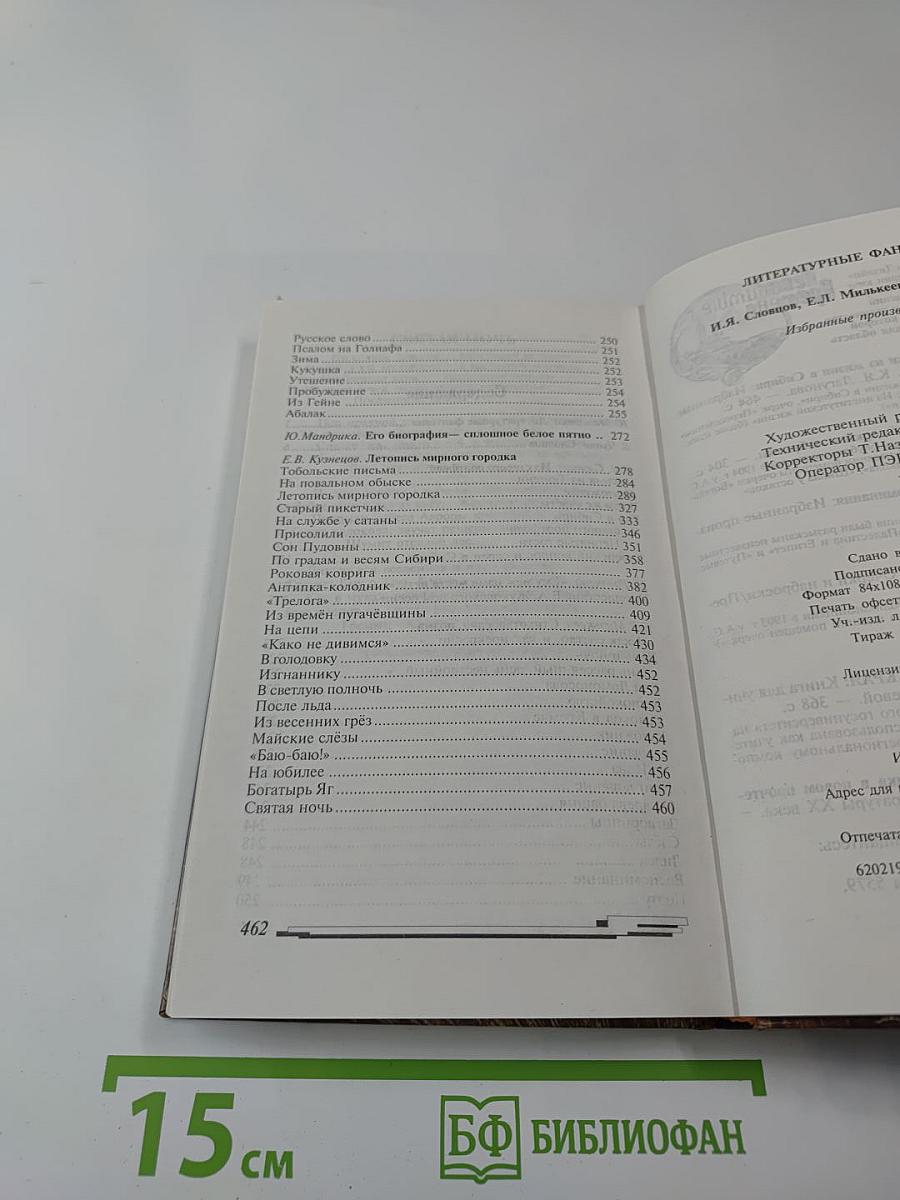 Русское слово ........ 250
Псалом на Голиафа ........ 251
Зима ........ 252
Кукушка ........ 252
Утешение ........ 253
Пробуждение ........ 254
Из Гейне ........ 254
Абалак ........ 255
Ю.Мандрика. Его биография— сплошное белое пятно .. 272
Е.В. Кузнецов. Летопись мирного городка
Тобольские письма ........ 278
На повальном обыске ........ 284
Летопись мирного городка ........ 289
Старый пикетчик ........ 327
На службе у сатаны ........ 333
Присолили ........ 346
Сон Пудовны ........ 351
По градам и весям Сибири ........ 358
Роковая коврига ........ 377
Антипка-колодник ........ 382
«Трелога» ........ 400
Из времён пугачёвщины ........ 409
На цепи ........ 421
«Како не дивимся» ........ 430
В голодовку ........ 434
Изгнаннику ........ 452
В светлую полночь ........ 452
После льда ........ 453
Из весенних грёз ........ 453
Майские слёзы ........ 454
«Баю-баю!» ........ 455
На юбилее ........ 456
Богатырь Яг ........ 457
Святая ночь ........ 460
462
ЛИТЕРАТУРНЫЕ ФАН
И.Я. Словцов, Е.Л. Милькее
Избранные произве
Художественный р
Технический редак
Корректоры Т.Наз
Оператор ПЭ
Сдано в
Подписано
Формат 84х108
Печать офсет
Уч.-изд. л
Тираж
Лицензи
И
Адрес для
Отпечата
620219
15 см
БФ БИБЛИОФАН